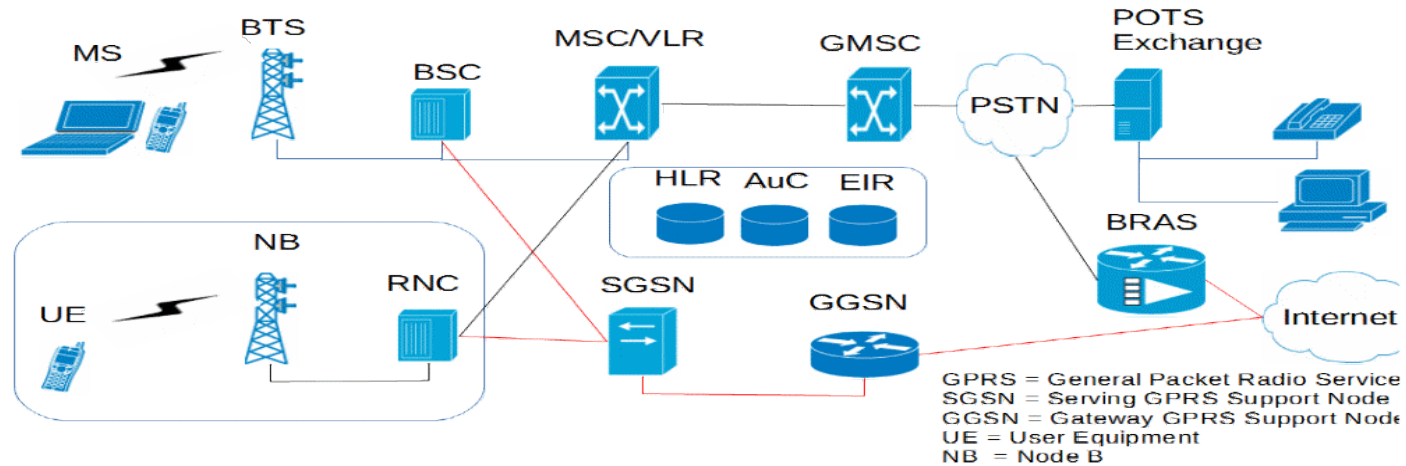 MS
BTS
BSC
MSC/VLR
GMSC
PSTN
POTS
Exchange
HLR
AuC
EIR
BRAS
UE
NB
RNC
SGSN
GGSN
Internet
GPRS = General Packet Radio Service
SGSN = Serving GPRS Support Node
GGSN = Gateway GPRS Support Node
UE = User Equipment
NB = Node B